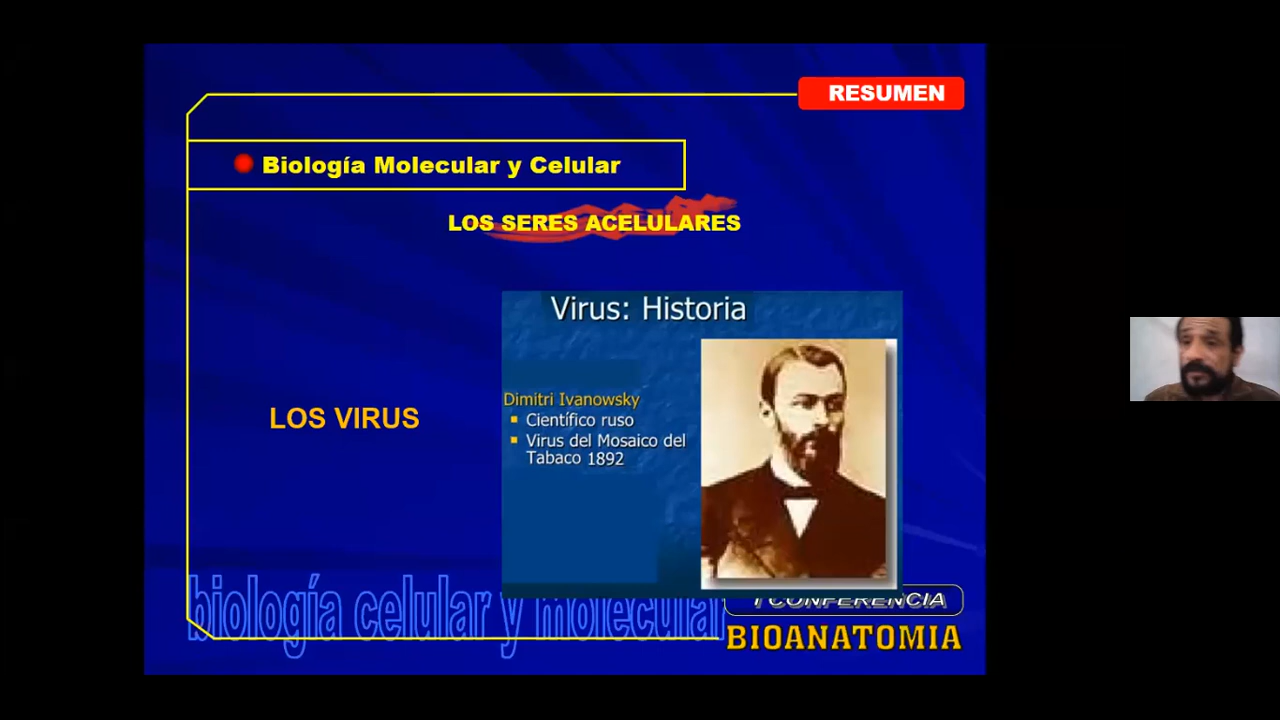 RESUMEN
Biología Molecular y Celular
LOS SERES ACELULARES
Virus: Historia
Dimitri Ivanowsky
Científico ruso
Virus del Mosaico del
Tabaco 1892
LOS VIRUS
biología celular y molecular
I CONFERENCIA
BIOANATOMIA